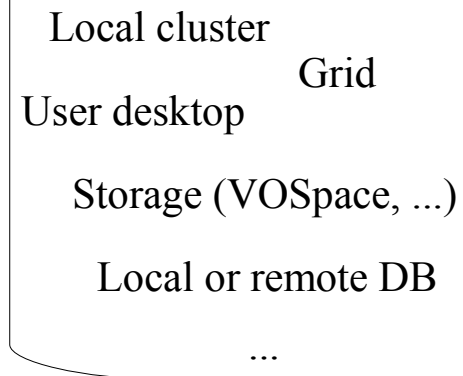 Local cluster
Grid
User desktop
Storage (VOSpace, ...)
Local or remote DB
...